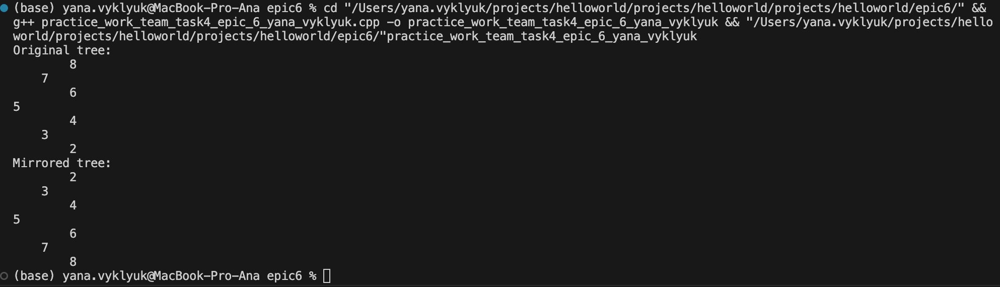 (base) yana.vyklyuk@MacBook-Pro-Ana epic6 % cd "/Users/yana.vyklyuk/projects/helloworld/projects/helloworld/projects/helloworld/epic6/" &&
g++ practice_work_team_task4_epic_6_yana_vyklyuk.cpp -o practice_work_team_task4_epic_6_yana_vyklyuk && "/Users/yana.vyklyuk/projects/hello
world/projects/helloworld/projects/helloworld/epic6/"practice_work_team_task4_epic_6_yana_vyklyuk
Original tree:
        8
    7
        6
5
        4
    3
        2
Mirrored tree:
        2
    3
        4
5
        6
    7
        8
(base) yana.vyklyuk@MacBook-Pro-Ana epic6 %